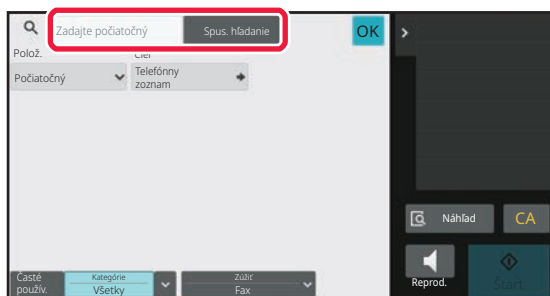 Zadajte počiatočný
Spus. hľadanie
OK
Polož.
Cieľ
Počiatočný
Telefónny
zoznam
Náhľad
CA
Reprod.
Štart
Časté
použív.
Kategórie
Všetky
Zúžiť
Fax